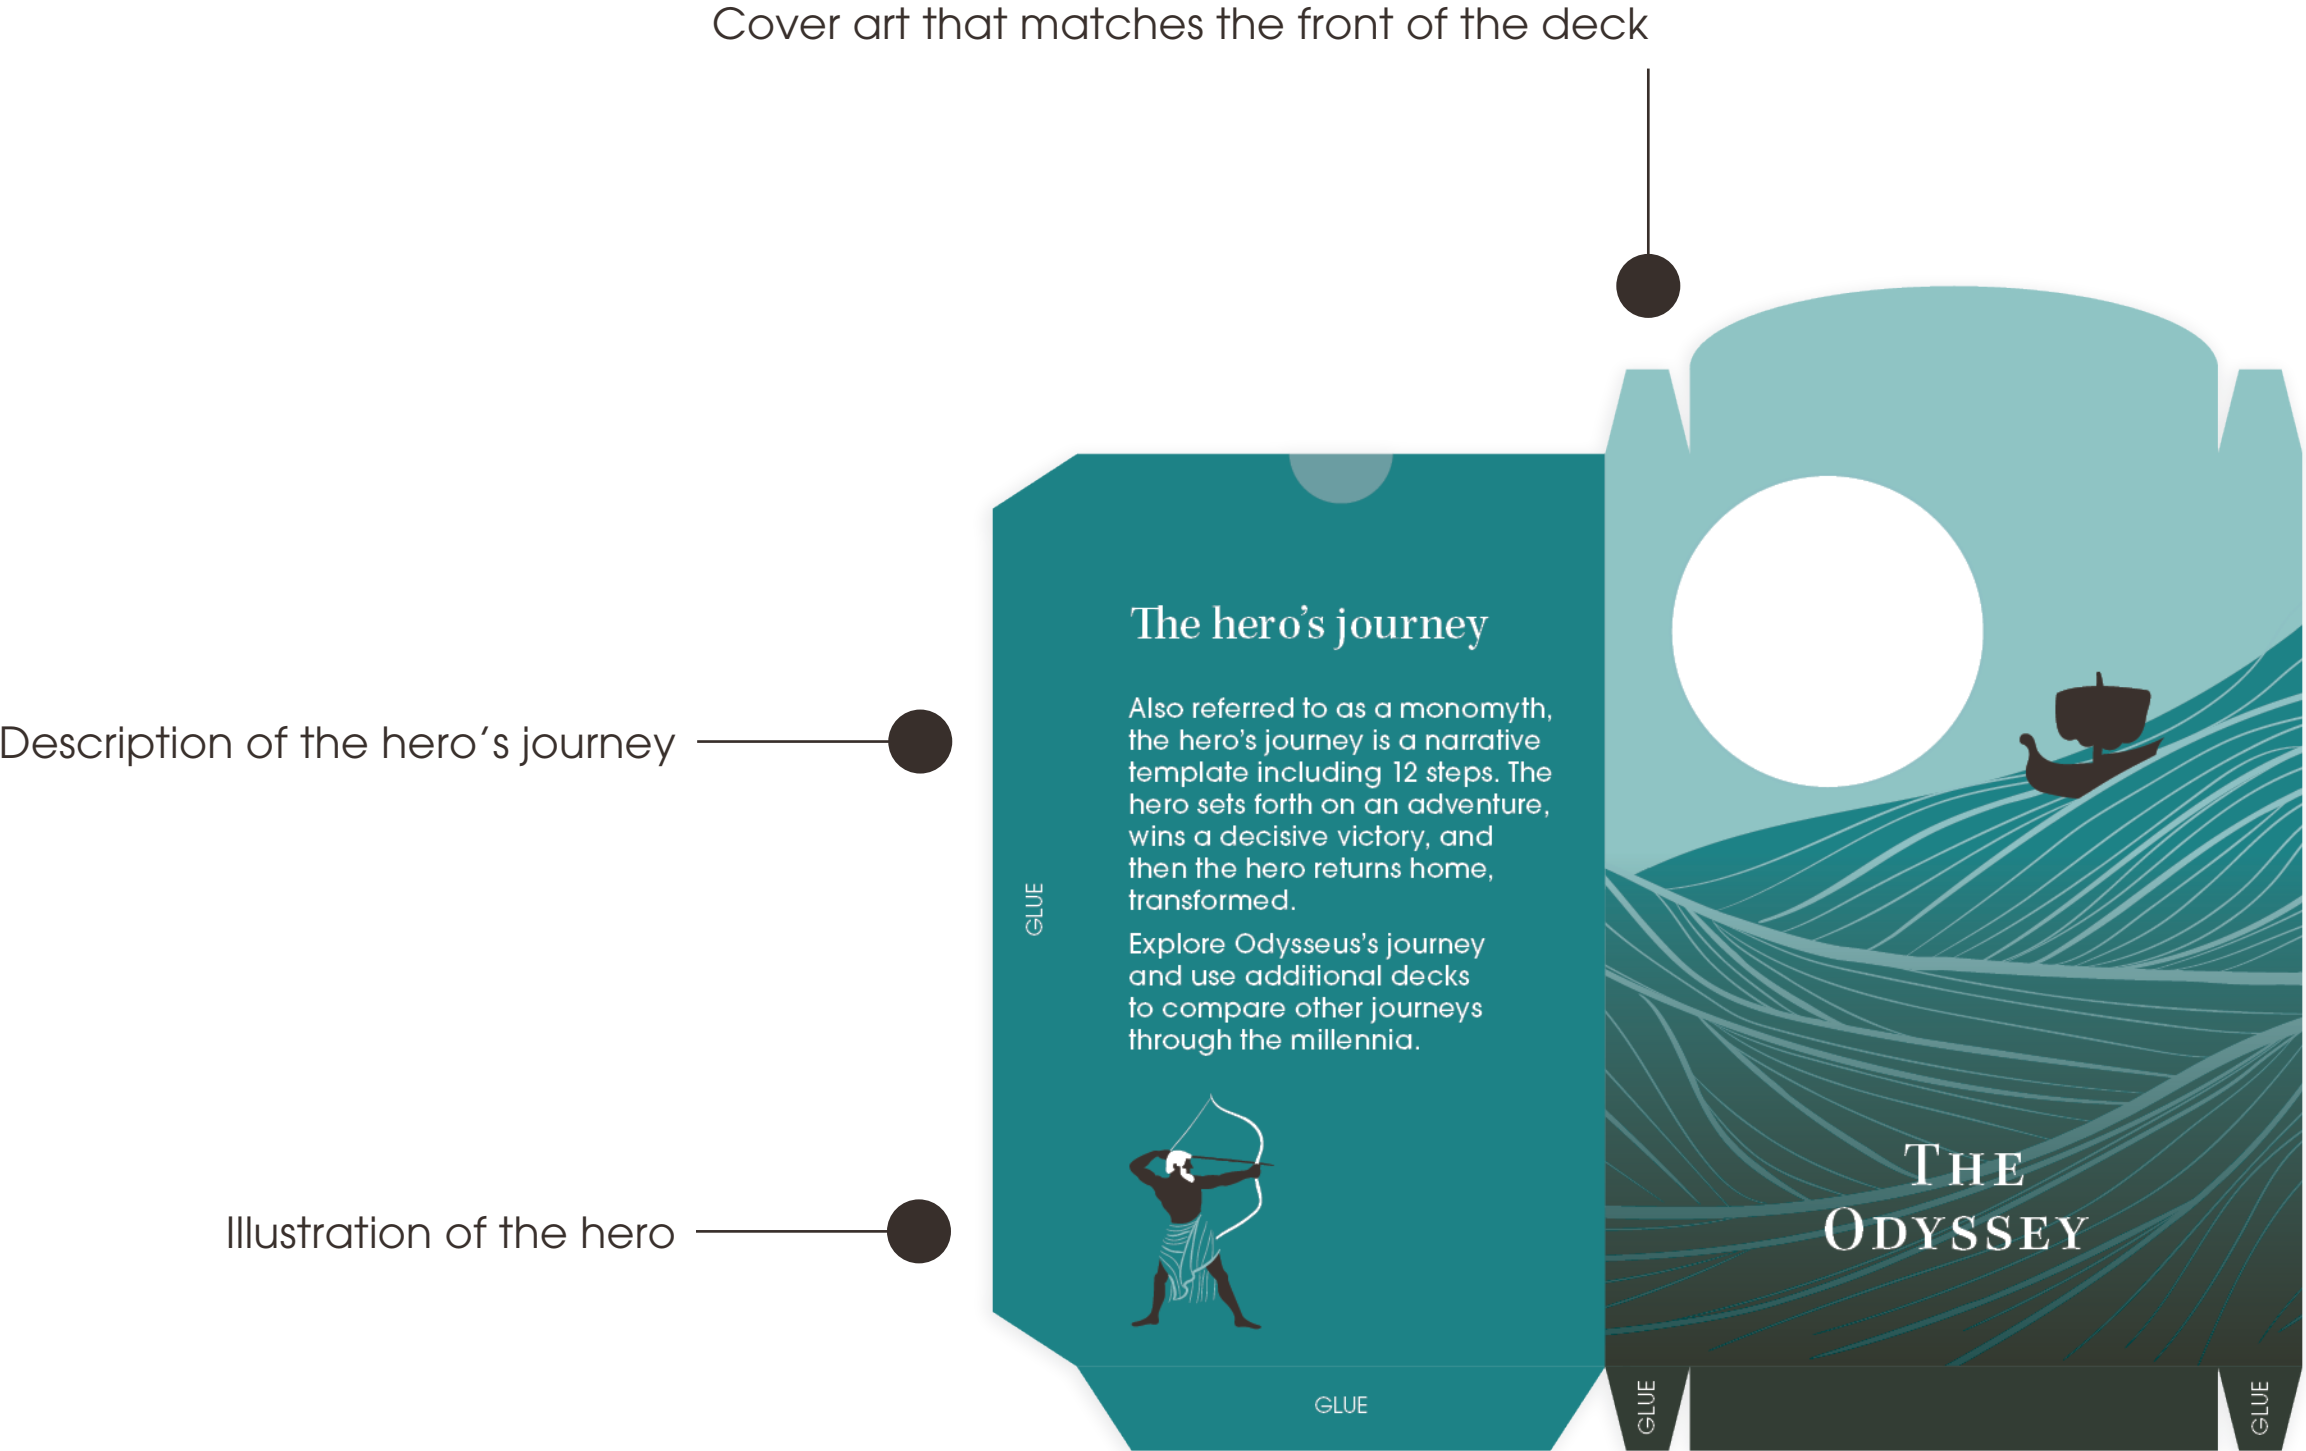 Cover art that matches the front of the deck
The hero’s journey
Also referred to as a monomyth,
the hero’s journey is a narrative
template including 12 steps. The
hero sets forth on an adventure,
wins a decisive victory, and
then the hero returns home,
transformed.
Explore Odysseus’s journey
and use additional decks
to compare other journeys
through the millennia.
Description of the hero’s journey
GLUE
Illustration of the hero
THE
ODYSSEY
GLUE
GLUE
GLUE